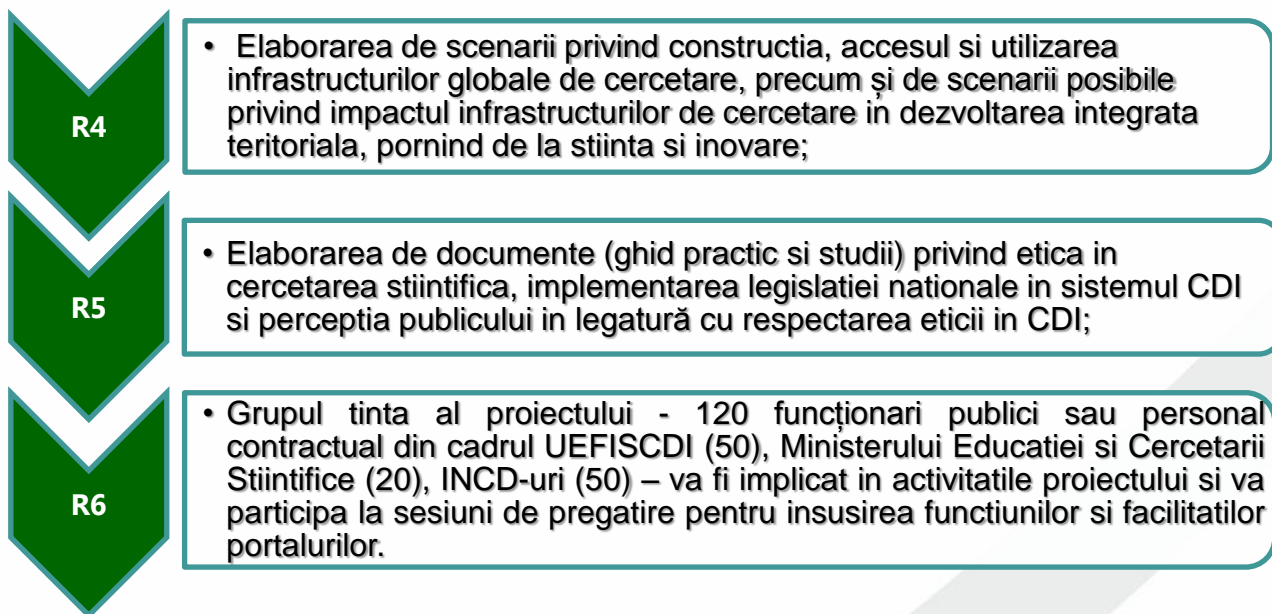 R4
• Elaborarea de scenarii privind constructia, accesul si utilizarea
infrastructurilor globale de cercetare, precum și de scenarii posibile
privind impactul infrastructurilor de cercetare in dezvoltarea integrata
teritoriala, pornind de la stiinta si inovare;
R5
• Elaborarea de documente (ghid practic si studii) privind etica in
cercetarea stiintifica, implementarea legislatiei nationale in sistemul CDI
si perceptia publicului in legatură cu respectarea eticii in CDI;
R6
• Grupul tinta al proiectului - 120 funcționari publici sau personal
contractual din cadrul UEFISCDI (50), Ministerului Educatiei si Cercetarii
Stiintifice (20), INCD-uri (50) – va fi implicat in activitatile proiectului si va
participa la sesiuni de pregatire pentru insusirea functiunilor si facilitatilor
portalurilor.